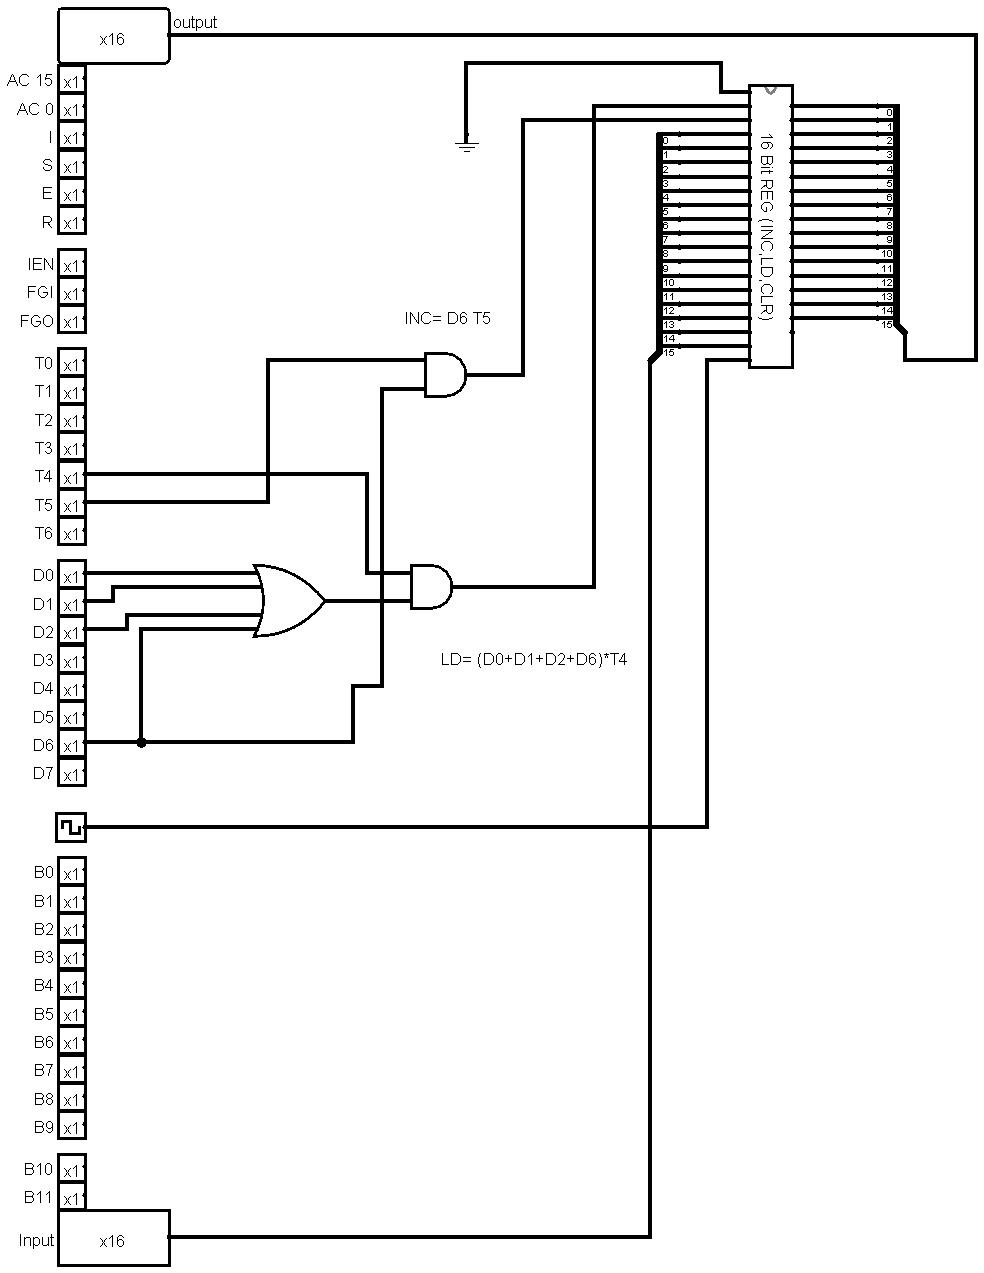 output
x16
AC 15 x1
AC 0 x1
I x1
S x1
E x1
R x1
IEN x1
FGI x1
FGO x1
INC= D6 T5
T0 x1
T1 x1
T2 x1
T3 x1
T4 x1
T5 x1
T6 x1
D0 x1
D1 x1
D2 x1
D3 x1
D4 x1
D5 x1
D6 x1
D7 x1
LD= (D0+D1+D2+D6)*T4
B0 x1
B1 x1
B2 x1
B3 x1
B4 x1
B5 x1
B6 x1
B7 x1
B8 x1
B9 x1
B10 x1
B11 x1
Input x16
0
1
2
3
4
5
6
7
8
9
10
11
12
13
14
15
16 Bit REG (INC,LD,CLR)
0
1
2
3
4
5
6
7
8
9
10
11
12
13
14
15